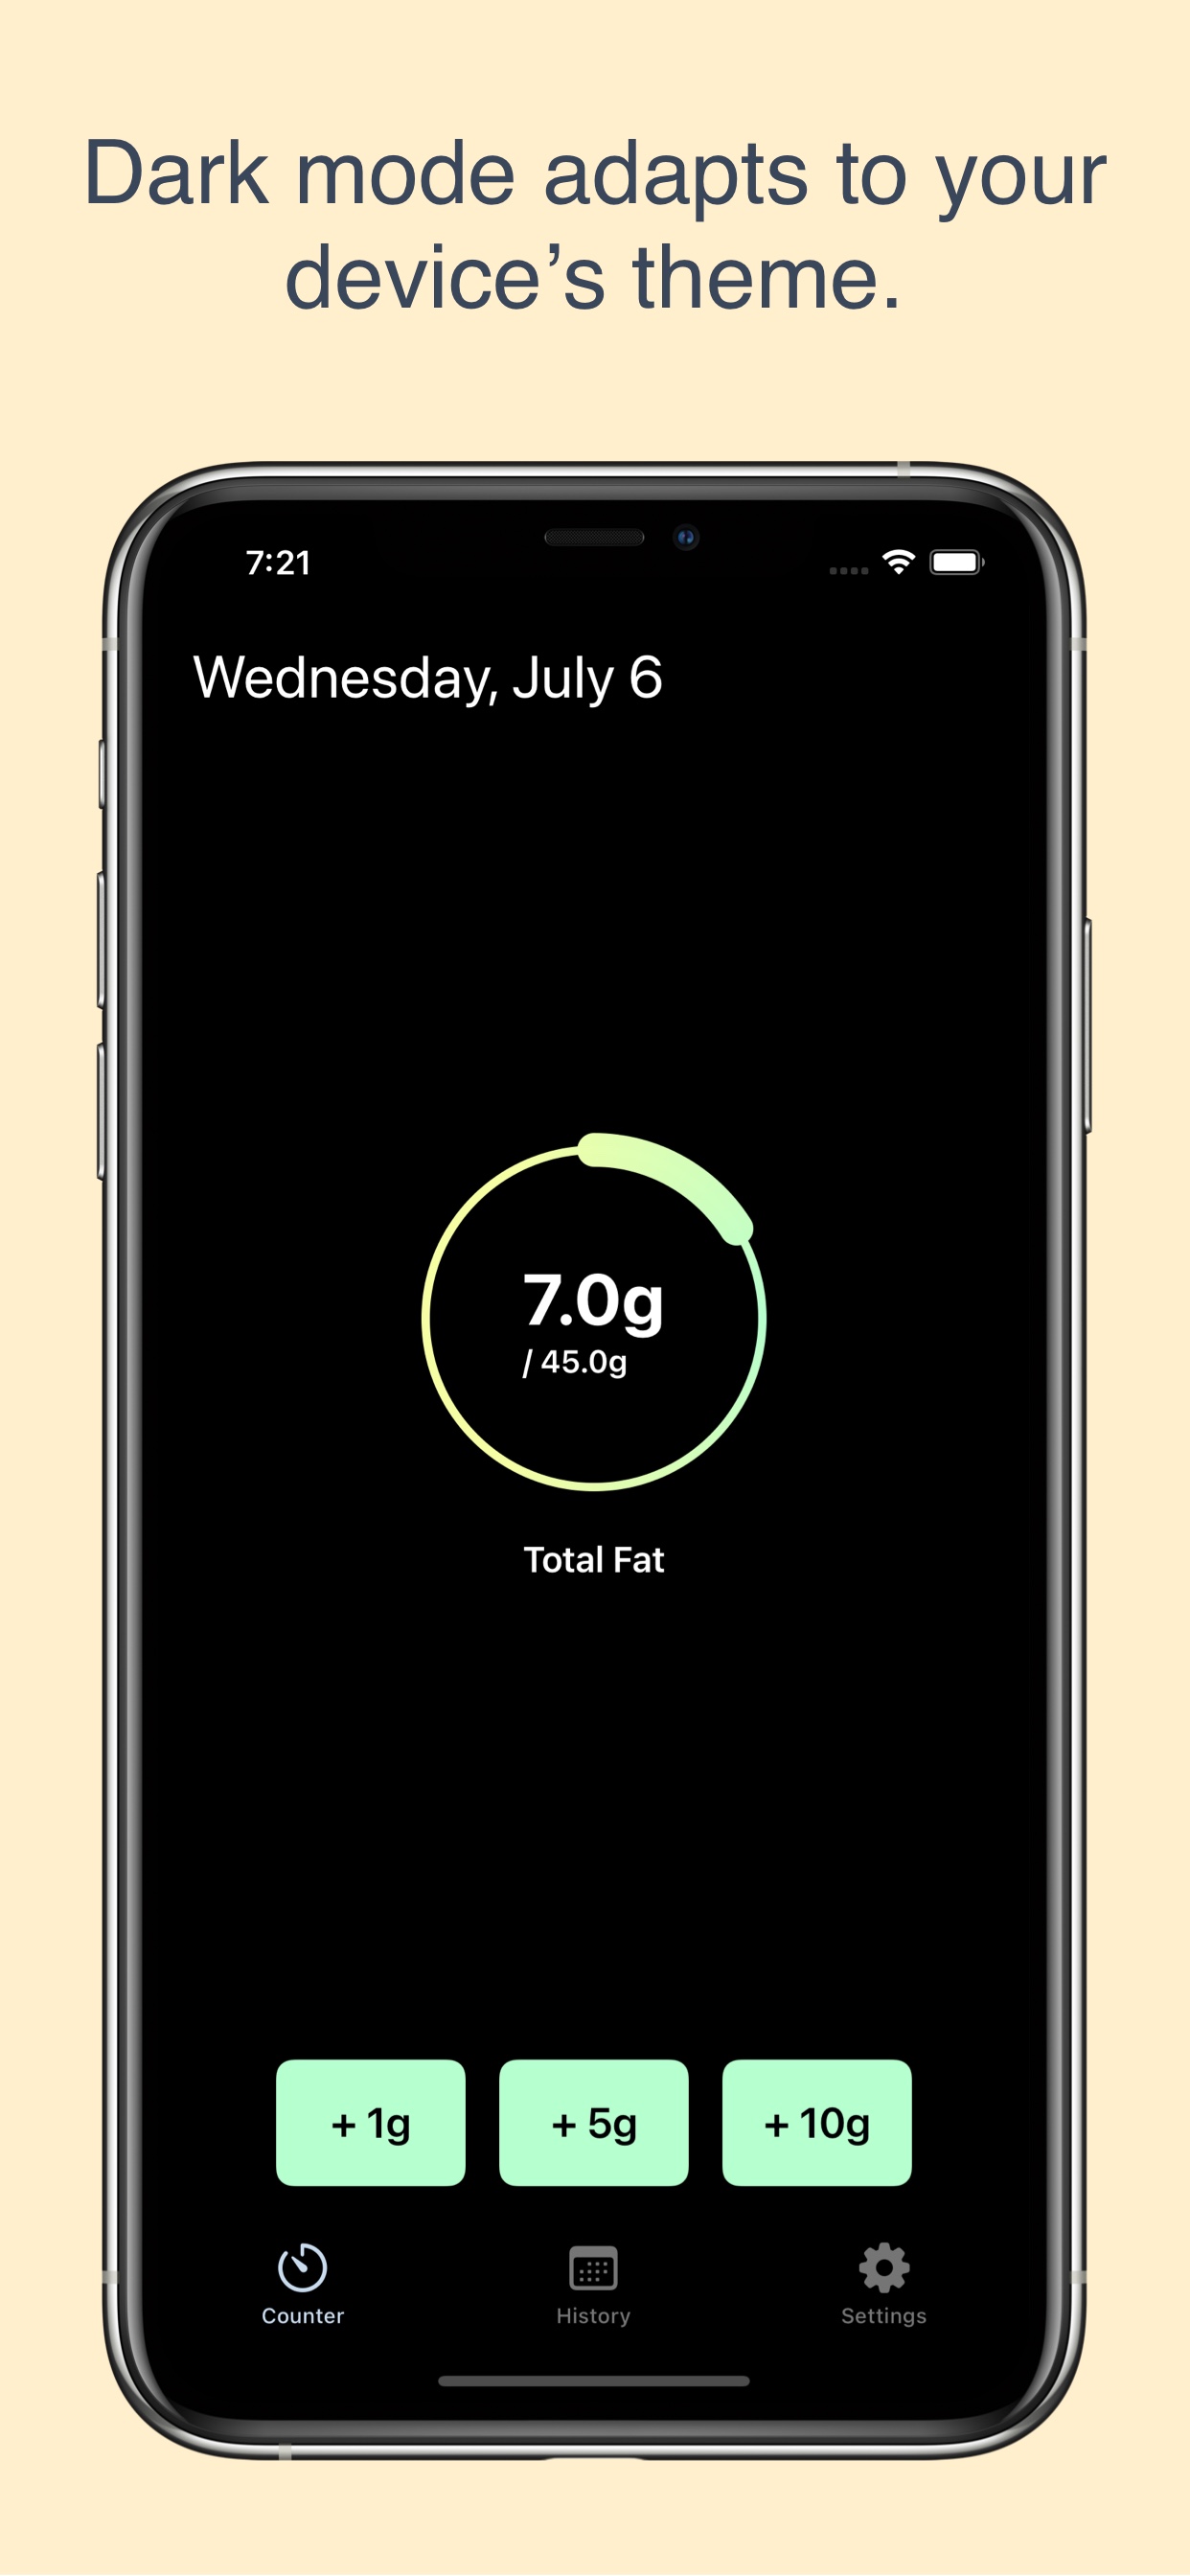 Dark mode adapts to your
device’s theme.
7:21
Wednesday, July 6
7.0g
/ 45.0g
Total Fat
+ 1g
+ 5g
+ 10g
Counter
History
Settings